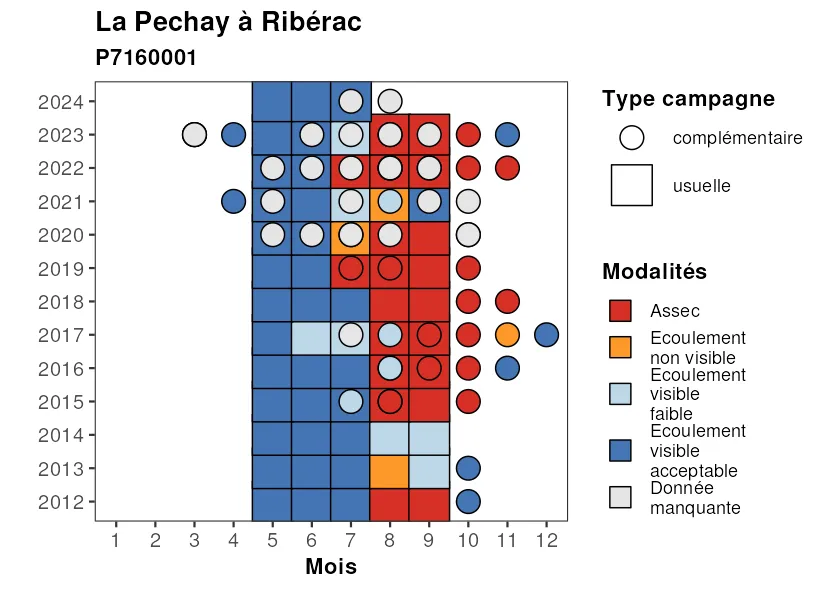 La Pechay à Ribérac
P7160001
2024
2023
2022
2021
2020
2019
2018
2017
2016
2015
2014
2013
2012
1 2 3 4 5 6 7 8 9 10 11 12
Mois
Type campagne
complémentaire
usuelle
Modalités
Assec
Ecoulement
non visible
Ecoulement
visible
faible
Ecoulement
visible
acceptable
Donnée
manquante